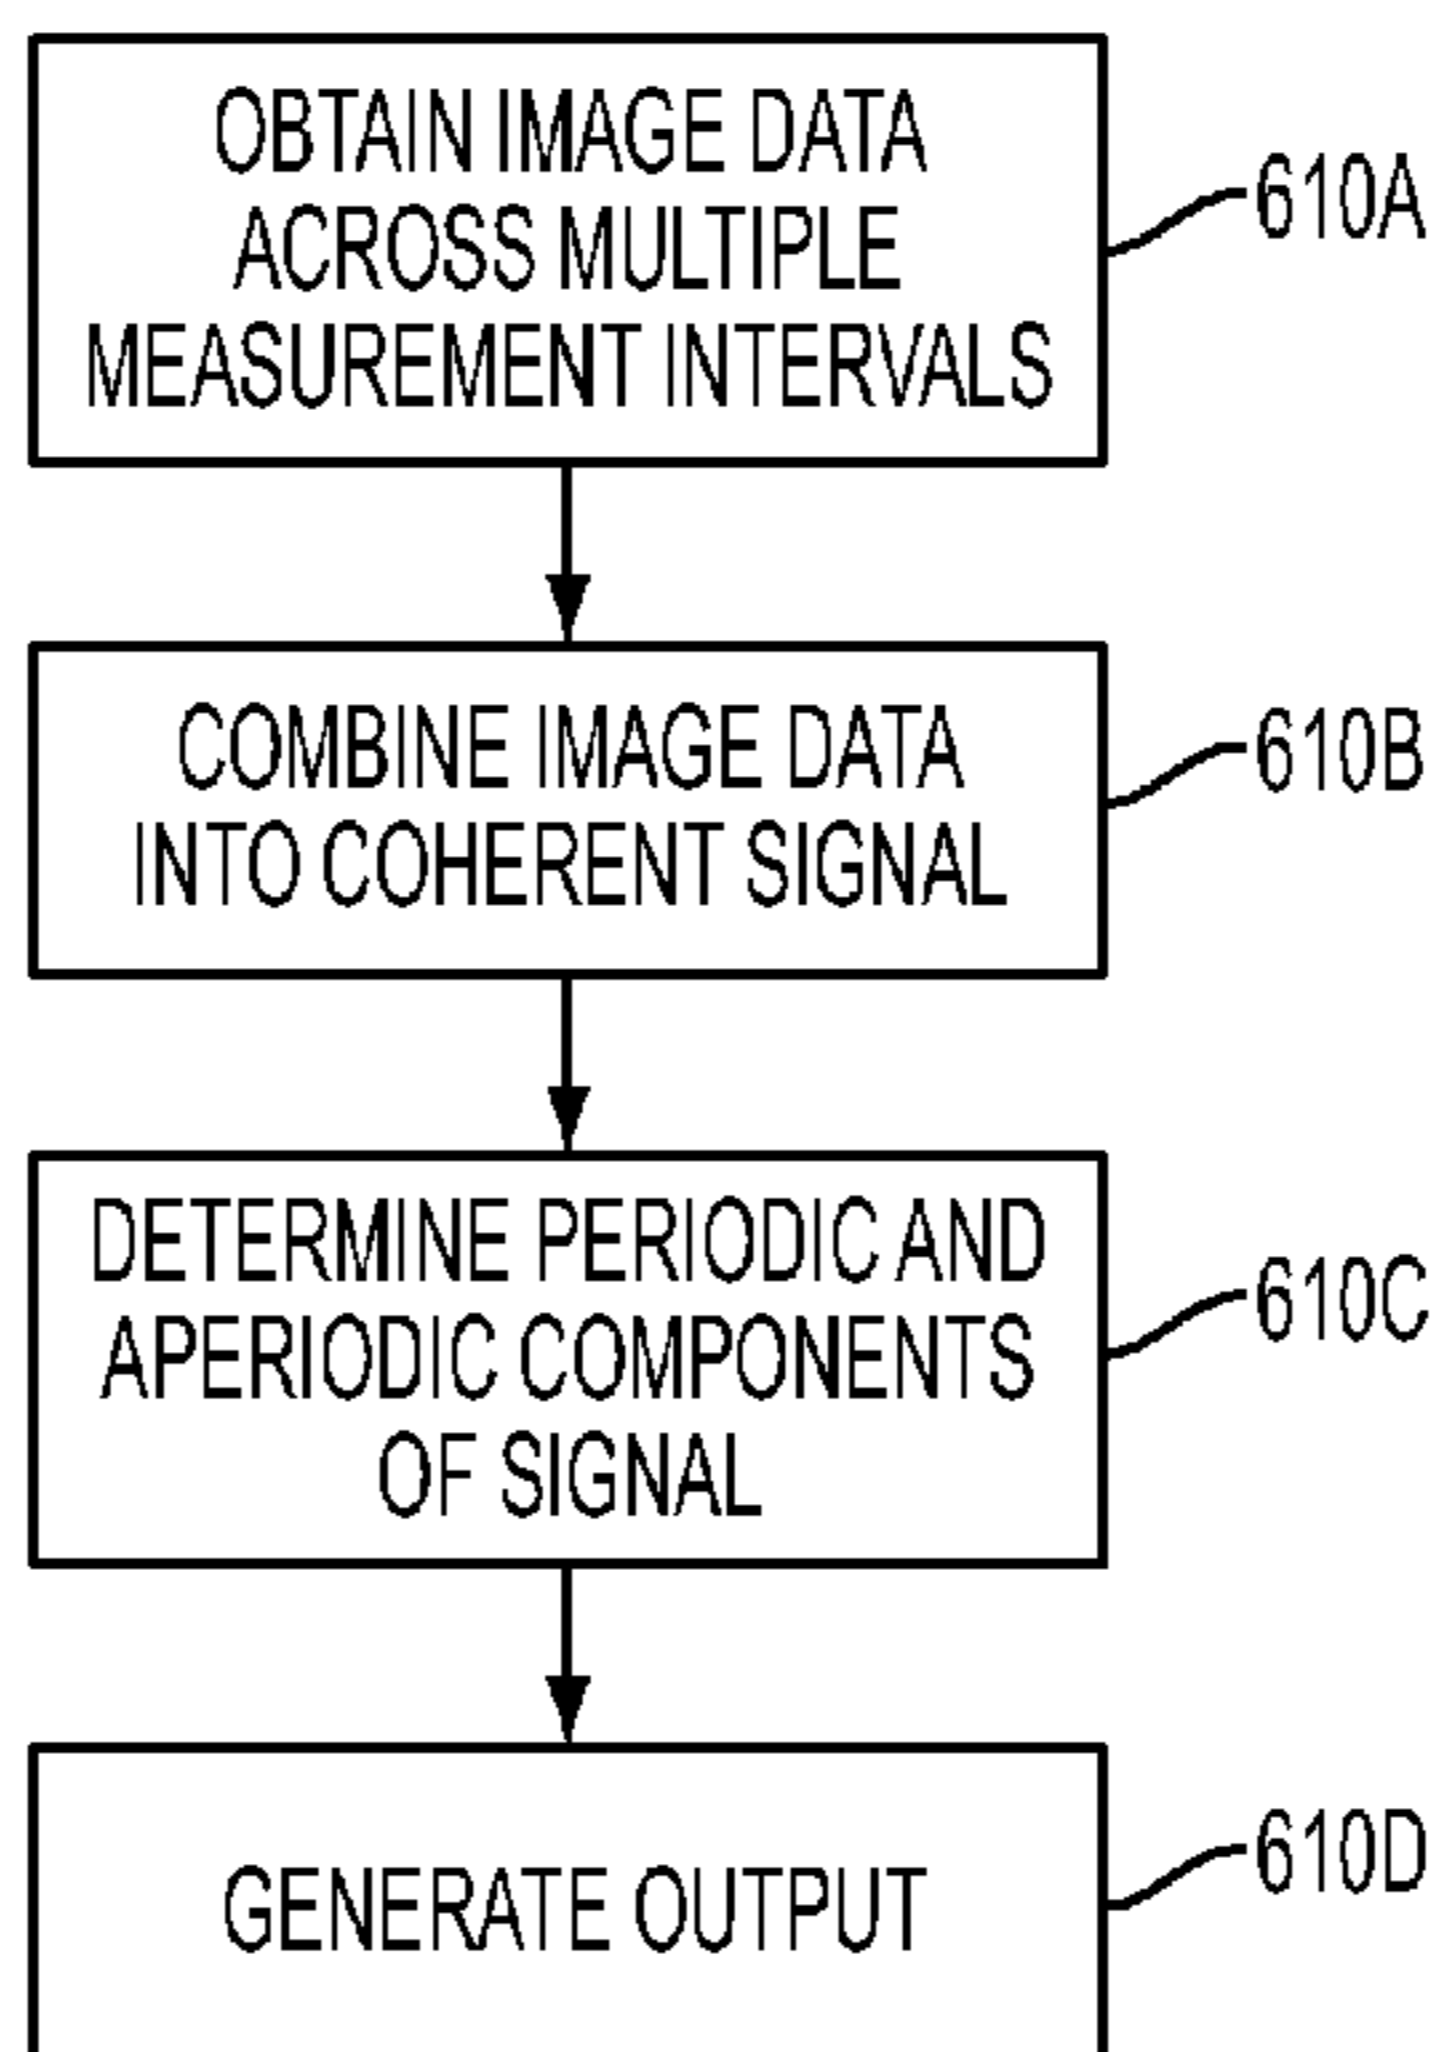 OBTAIN IMAGE DATA
ACROSS MULTIPLE
MEASUREMENT INTERVALS
610A
COMBINE IMAGE DATA
INTO COHERENT SIGNAL
610B
DETERMINE PERIODIC AND
APERIODIC COMPONENTS
OF SIGNAL
610C
GENERATE OUTPUT
610D